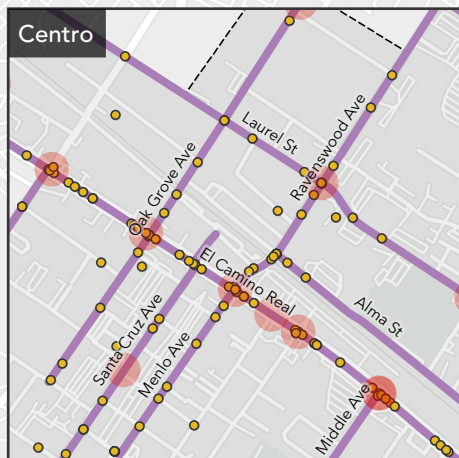 Centro
Laurel St
Ravenswood Ave
Oak Grove Ave
El Camino Real
Santa Cruz Ave
Menlo Ave
Alma St
Middle Ave